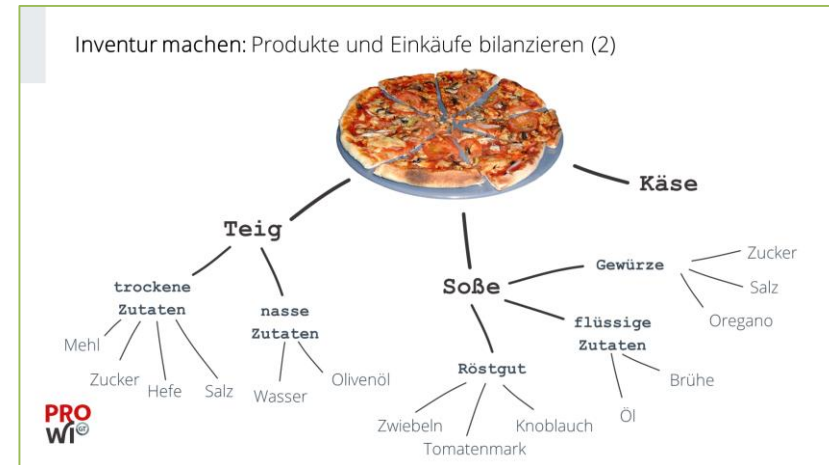 Inventur machen: Produkte und Einkäufe bilanzieren (2)
Käse
Teig
trockene
Zutaten
Mehl
Zucker
Hefe
Salz
nasse
Zutaten
Wasser
Olivenöl
Soße
Gewürze
Zucker
Salz
Oregano
flüssige
Zutaten
Brühe
Öl
Röstgut
Zwiebeln
Tomatenmark
Knoblauch
PRO
WI GT